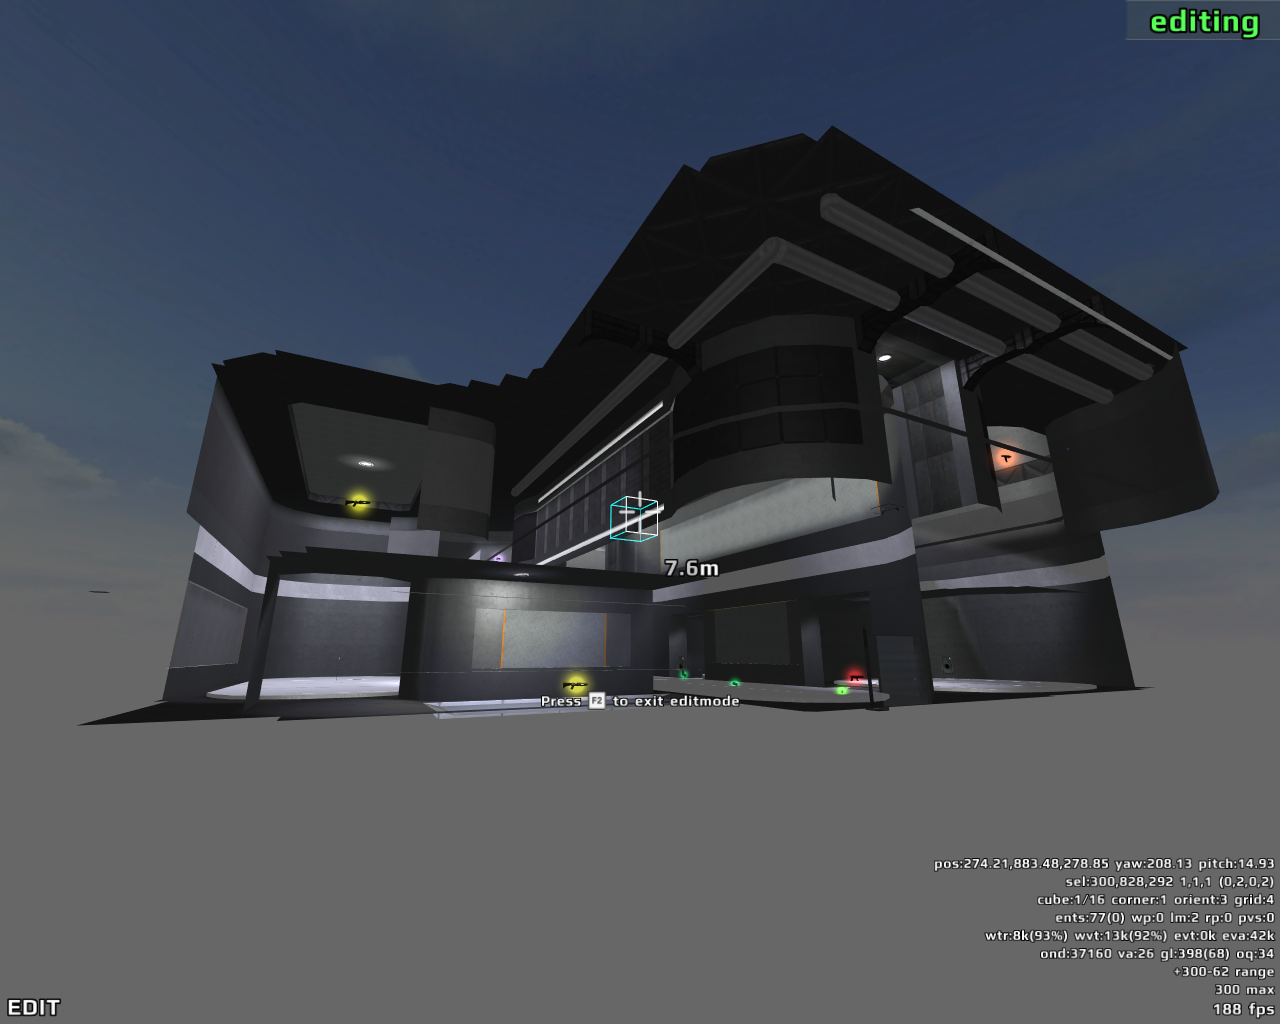 editing
7.6m
Press F2 to exit editmode
pos:274.21,883.48,278.85 yaw:208.13 pitch:14.93
sel:300,828,292 1,1,1 (0,2,0,2)
cube:1/16 corner:1 orient:3 grid:4
ents:77(0) wp:0 lm:2 rp:0 pvs:0
wtr:8k(93%) wvt:13k(92%) evt:0k eva:42k
ond:37160 va:26 gl:398(68) oq:34
+300-62 range
300 max
188 fps
EDIT